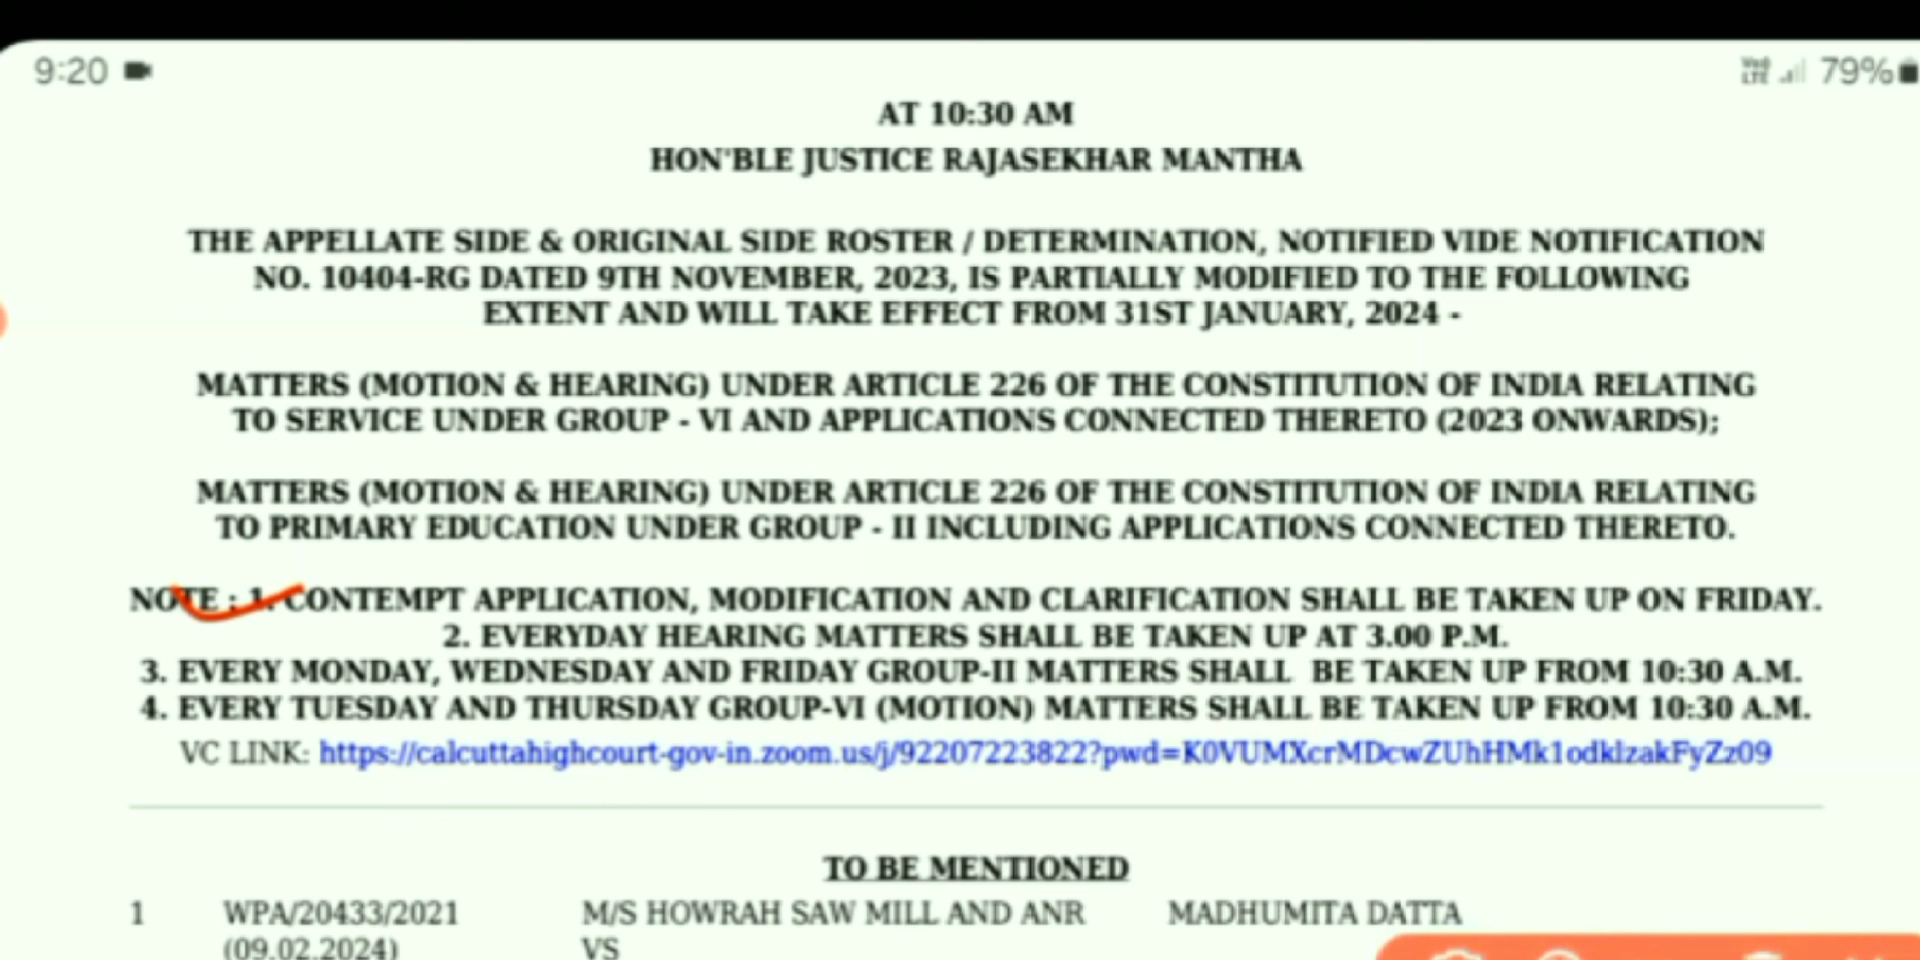 9:20
Vo) LTE 79%
AT 10:30 AM
HON'BLE JUSTICE RAJASEKHAR MANTHA
THE APPELLATE SIDE & ORIGINAL SIDE ROSTER / DETERMINATION, NOTIFIED VIDE NOTIFICATION
NO. 10404-RG DATED 9TH NOVEMBER, 2023, IS PARTIALLY MODIFIED TO THE FOLLOWING
EXTENT AND WILL TAKE EFFECT FROM 31ST JANUARY, 2024 -
MATTERS (MOTION & HEARING) UNDER ARTICLE 226 OF THE CONSTITUTION OF INDIA RELATING
TO SERVICE UNDER GROUP - VI AND APPLICATIONS CONNECTED THERETO (2023 ONWARDS);
MATTERS (MOTION & HEARING) UNDER ARTICLE 226 OF THE CONSTITUTION OF INDIA RELATING
TO PRIMARY EDUCATION UNDER GROUP - II INCLUDING APPLICATIONS CONNECTED THERETO.
NOTE : 1. CONTEMPT APPLICATION, MODIFICATION AND CLARIFICATION SHALL BE TAKEN UP ON FRIDAY.
2. EVERYDAY HEARING MATTERS SHALL BE TAKEN UP AT 3.00 P.M.
3. EVERY MONDAY, WEDNESDAY AND FRIDAY GROUP-II MATTERS SHALL BE TAKEN UP FROM 10:30 A.M.
4. EVERY TUESDAY AND THURSDAY GROUP-VI (MOTION) MATTERS SHALL BE TAKEN UP FROM 10:30 A.M.
VC LINK: https://calcuttahighcourt-gov-in.zoom.us/j/92207223822?pwd=K0VUMXcrMDcwZUhHMk1odklzakFyZz09
TO BE MENTIONED
1 WPA/20433/2021 M/S HOWRAH SAW MILL AND ANR MADHUMITA DATTA
(09.02.2024) VS